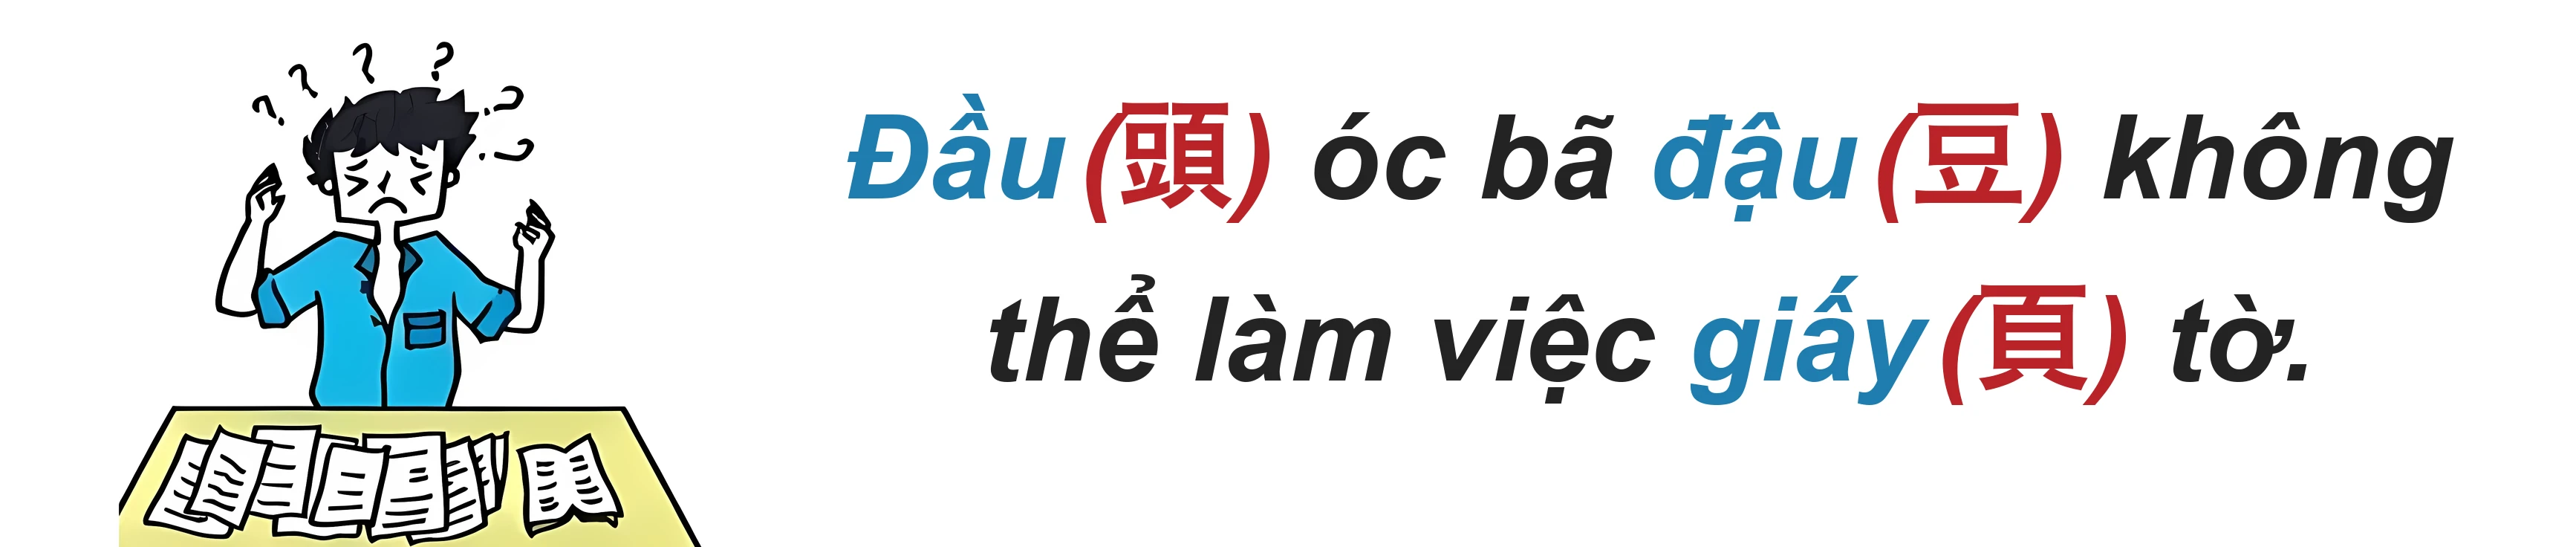 Đầu (頭) óc bã đậu (豆) không
thể làm việc giấy (頁) tờ.